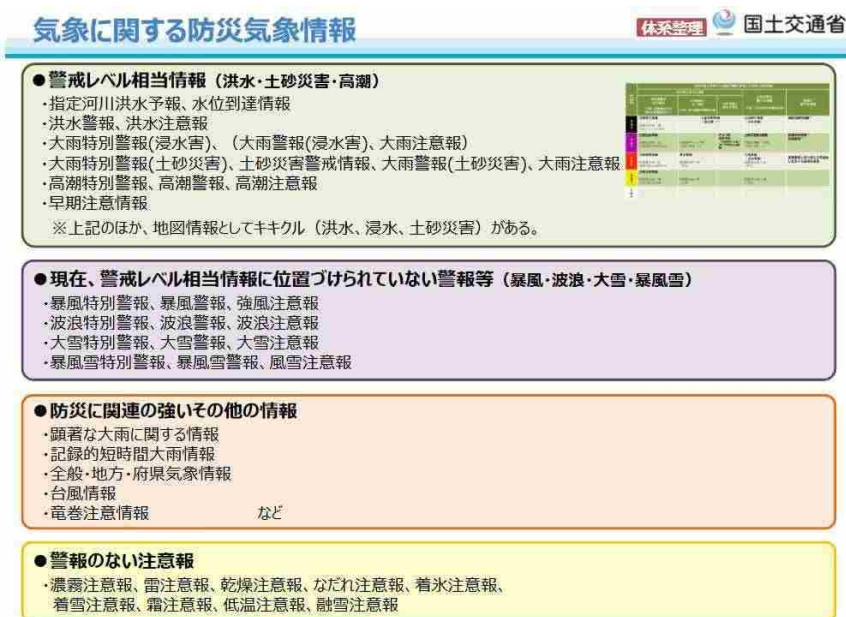 気象に関する防災気象情報
体系整理
国土交通省
●警戒レベル相当情報（洪水・土砂災害・高潮）
・指定河川洪水予報、水位到達情報
・洪水警報、洪水注意報
・大雨特別警報(浸水害)、（大雨警報(浸水害)、大雨注意報）
・大雨特別警報(土砂災害)、土砂災害警戒情報、大雨警報(土砂災害)、大雨注意報
・高潮特別警報、高潮警報、高潮注意報
・早期注意情報
※上記のほか、地図情報としてキキクル（洪水、浸水、土砂災害）がある。
●現在、警戒レベル相当情報に位置づけられていない警報等（暴風・波浪・大雪・暴風雪）
・暴風特別警報、暴風警報、強風注意報
・波浪特別警報、波浪警報、波浪注意報
・大雪特別警報、大雪警報、大雪注意報
・暴風雪特別警報、暴風雪警報、風雪注意報
●防災に関連の強いその他の情報
・顕著な大雨に関する情報
・記録的短時間大雨情報
・全般・地方・府県気象情報
・台風情報
・竜巻注意情報 など
●警報のない注意報
・濃霧注意報、雷注意報、乾燥注意報、なだれ注意報、着氷注意報、
着雪注意報、霜注意報、低温注意報、融雪注意報